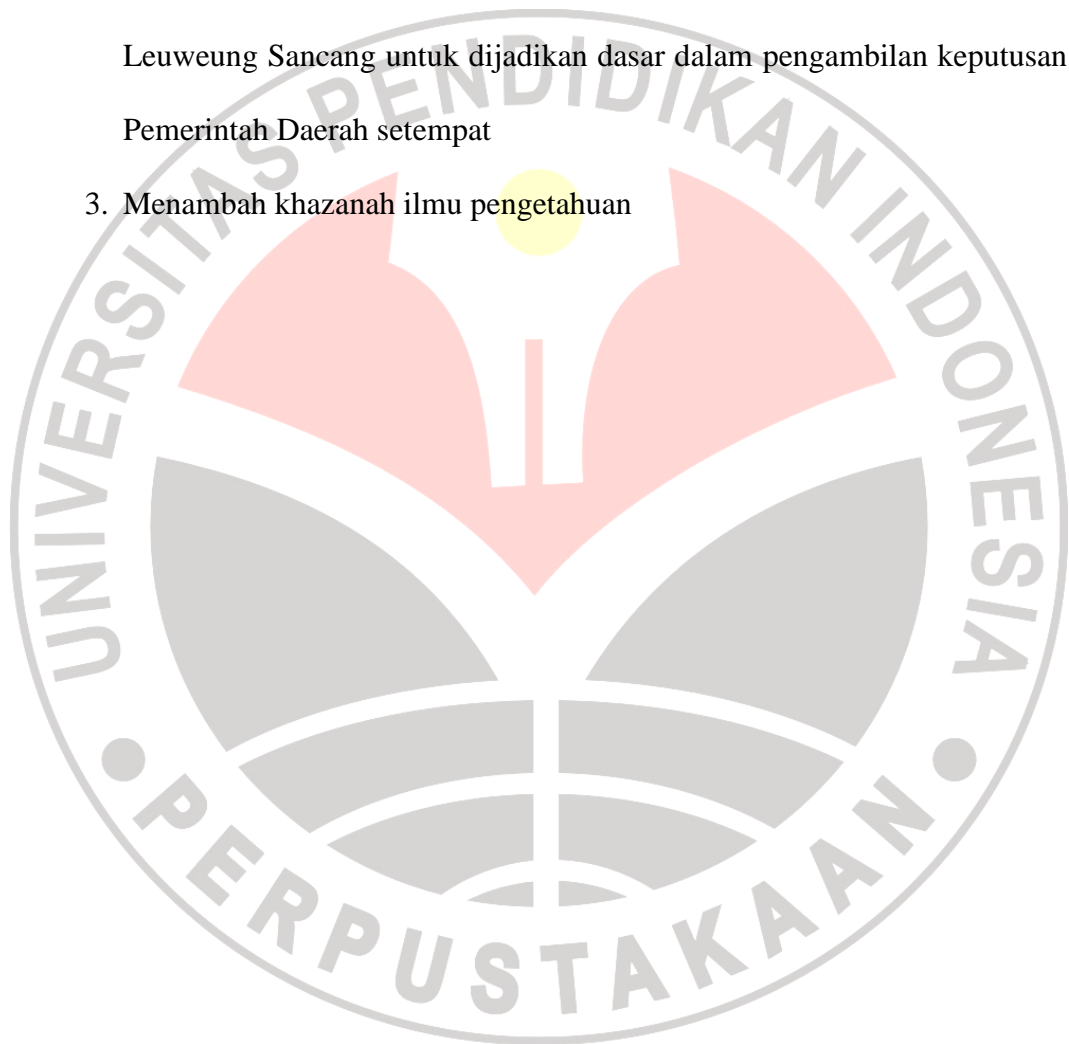 Leuweung Sancang untuk dijadikan dasar dalam pengambilan keputusan
Pemerintah Daerah setempat
3. Menambah khazanah ilmu pengetahuan
UNIVERSITAS PENDIDIKAN INDONESIA
PERPUSTAKAAN